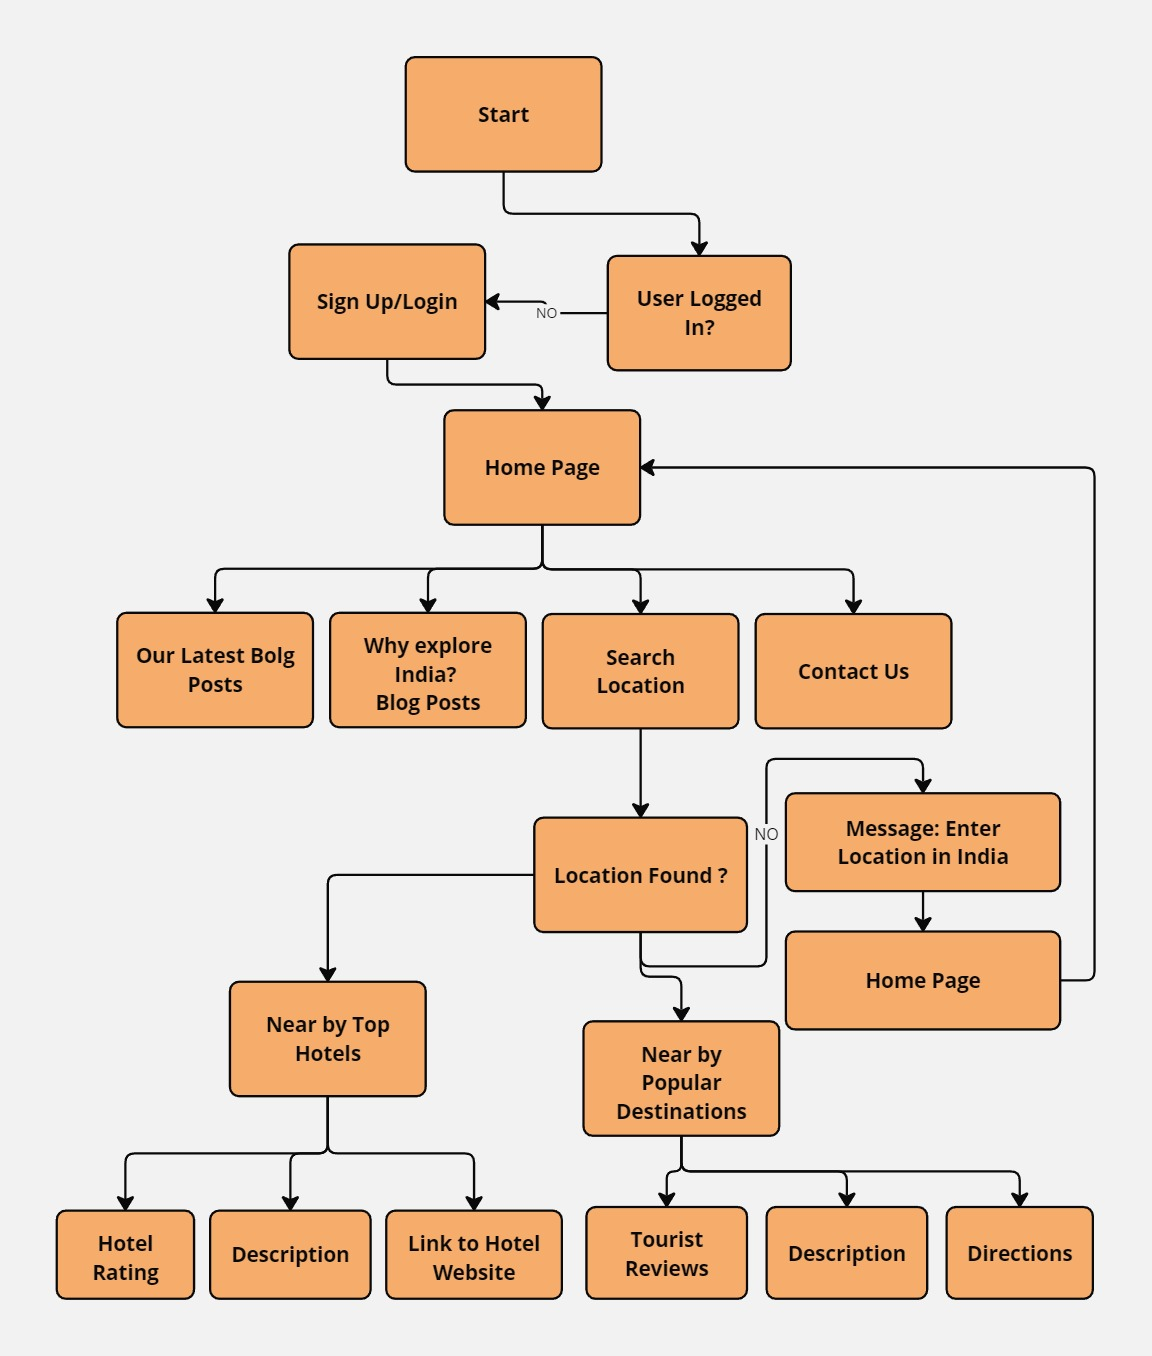 Start
Sign Up/Login
NO
User Logged
In?
Home Page
Our Latest Bolg
Posts
Why explore
India?
Blog Posts
Search
Location
Contact Us
NO
Message: Enter
Location in India
Location Found ?
Home Page
Near by Top
Hotels
Near by
Popular
Destinations
Hotel
Rating
Description
Link to Hotel
Website
Tourist
Reviews
Description
Directions